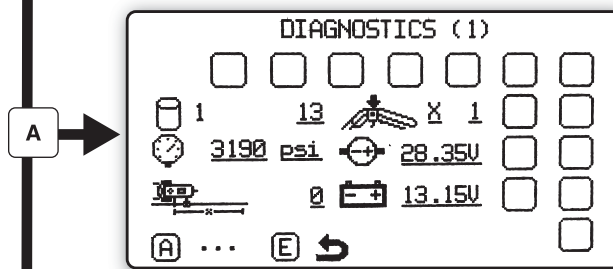 DIAGNOSTICS (1)
1 13 X 1
A
3190 psi 28.35V
0 13.15V
A ... E